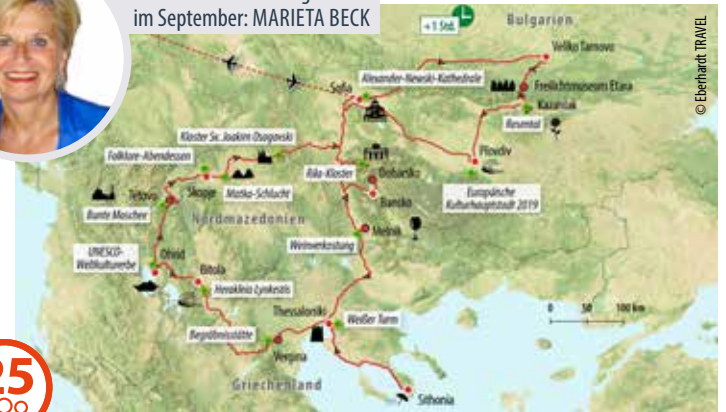 im September: MARIETA BECK
+1 Std.
© Eberhardt TRAVEL
Bulgarien
Veliko Tarnovo
Alexander-Newski-Kathedrale
Sofia
Freilichtmuseum Etara
Kazanlak
Rosental
Plovdiv
Europäische
Kulturhauptstadt 2019
Kloster Sv. Joakim Osogovski
Folklore-Abendessen
Rila-Kloster
Dobarsko
Bansko
Skopje
Matka-Schlucht
Tetovo
Bunte Moschee
Nordmazedonien
Melnik
Weinverkostung
UNESCO-
Weltkulturerbe
Ohrid
Bitola
Herakleia Lynkestis
Thessaloniki
Weißer Turm
Begräbnisstätte
Vergina
Griechenland
Sithonia
0 50 100 km
25